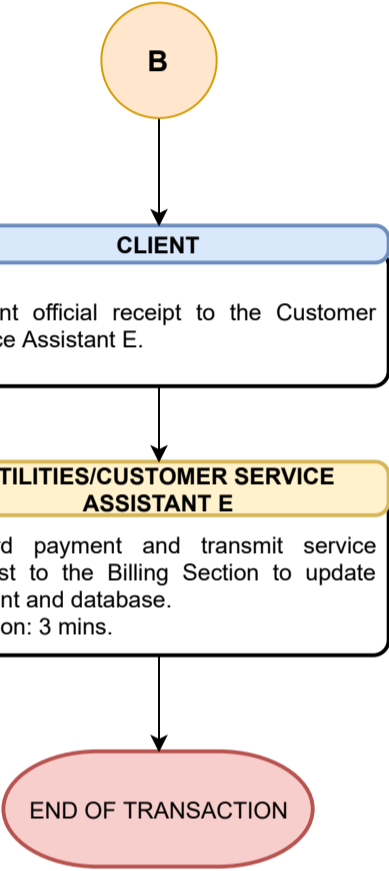 B
CLIENT
nt official receipt to the Customer
ce Assistant E.
TILITIES/CUSTOMER SERVICE
ASSISTANT E
rd payment and transmit service
st to the Billing Section to update
nt and database.
on: 3 mins.
END OF TRANSACTION